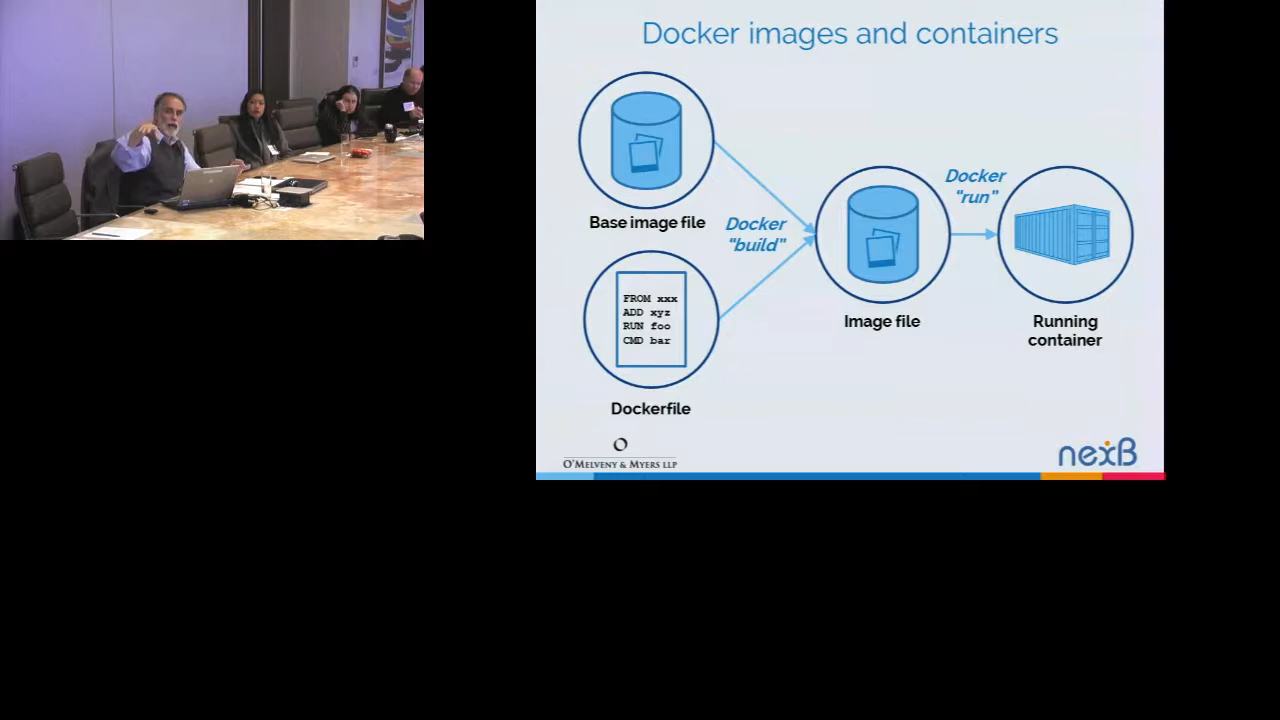 Docker images and containers
Base image file
Docker
"build"
FROM xxx
ADD xyz
RUN foo
CMD bar
Dockerfile
Image file
Docker
"run"
Running
container
O'MELVENY & MYERS LLP
nexB